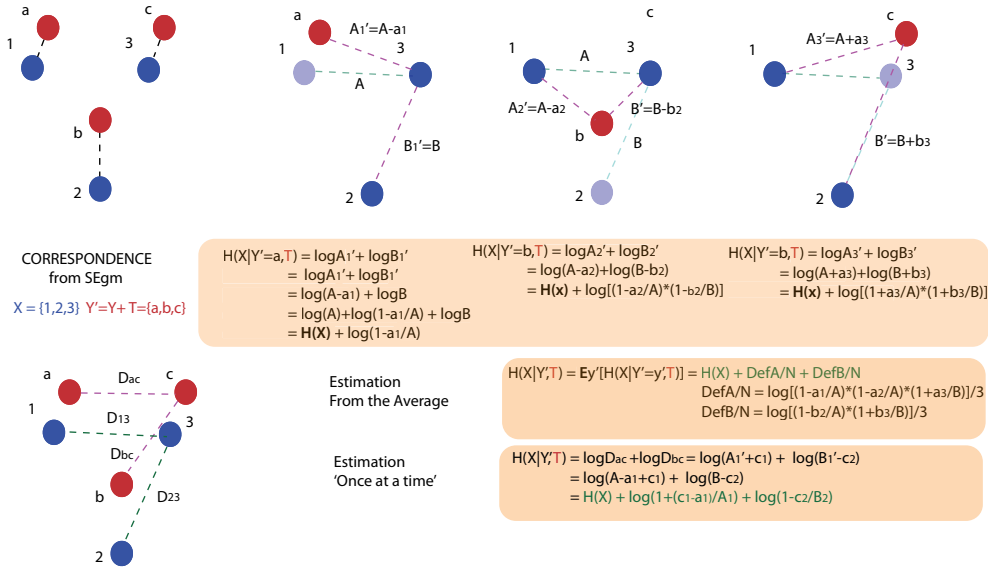 a
1
c
3
b
2
a
1
A1'=A-a1
3
A
B1'=B
2
c
1
A
3
A2'=A-a2
B'=B-b2
b
B
2
c
A3'=A+a3
1
3
B'=B+b3
2
CORRESPONDENCE
from SEgm
X = {1,2,3} Y'=Y+T={a,b,c}
H(X|Y'=a,T) = logA1' + logB1'
= logA1' + logB1'
= log(A-a1) + logB
= log(A)+log(1-a1/A) + logB
= H(X) + log(1-a1/A)
H(X|Y'=b,T) = logA2' + logB2'
= log(A-a2)+log(B-b2)
= H(x) + log[(1-a2/A)*(1-b2/B)]
H(X|Y'=b,T) = logA3' + logB3'
= log(A+a3)+log(B+b3)
= H(x) + log[(1+a3/A)*(1+b3/B)]
a
Dac
c
1
D13
3
Dbc
b
D23
2
Estimation
From the Average
H(X|Y',T) = Ey'[H(X|Y'=y',T)] = H(X) + DefA/N + DefB/N
DefA/N = log[(1-a1/A)*(1-a2/A)*(1+a3/B)]/3
DefB/N = log[(1-b2/A)*(1+b3/B)]/3
Estimation
'Once at a time'
H(X|Y',T) = logDac +logDbc = log(A1'+c1) + log(B1'-c2)
= log(A-a1+c1) + log(B-c2)
= H(X) + log(1+(c1-a1)/A1) + log(1-c2/B2)